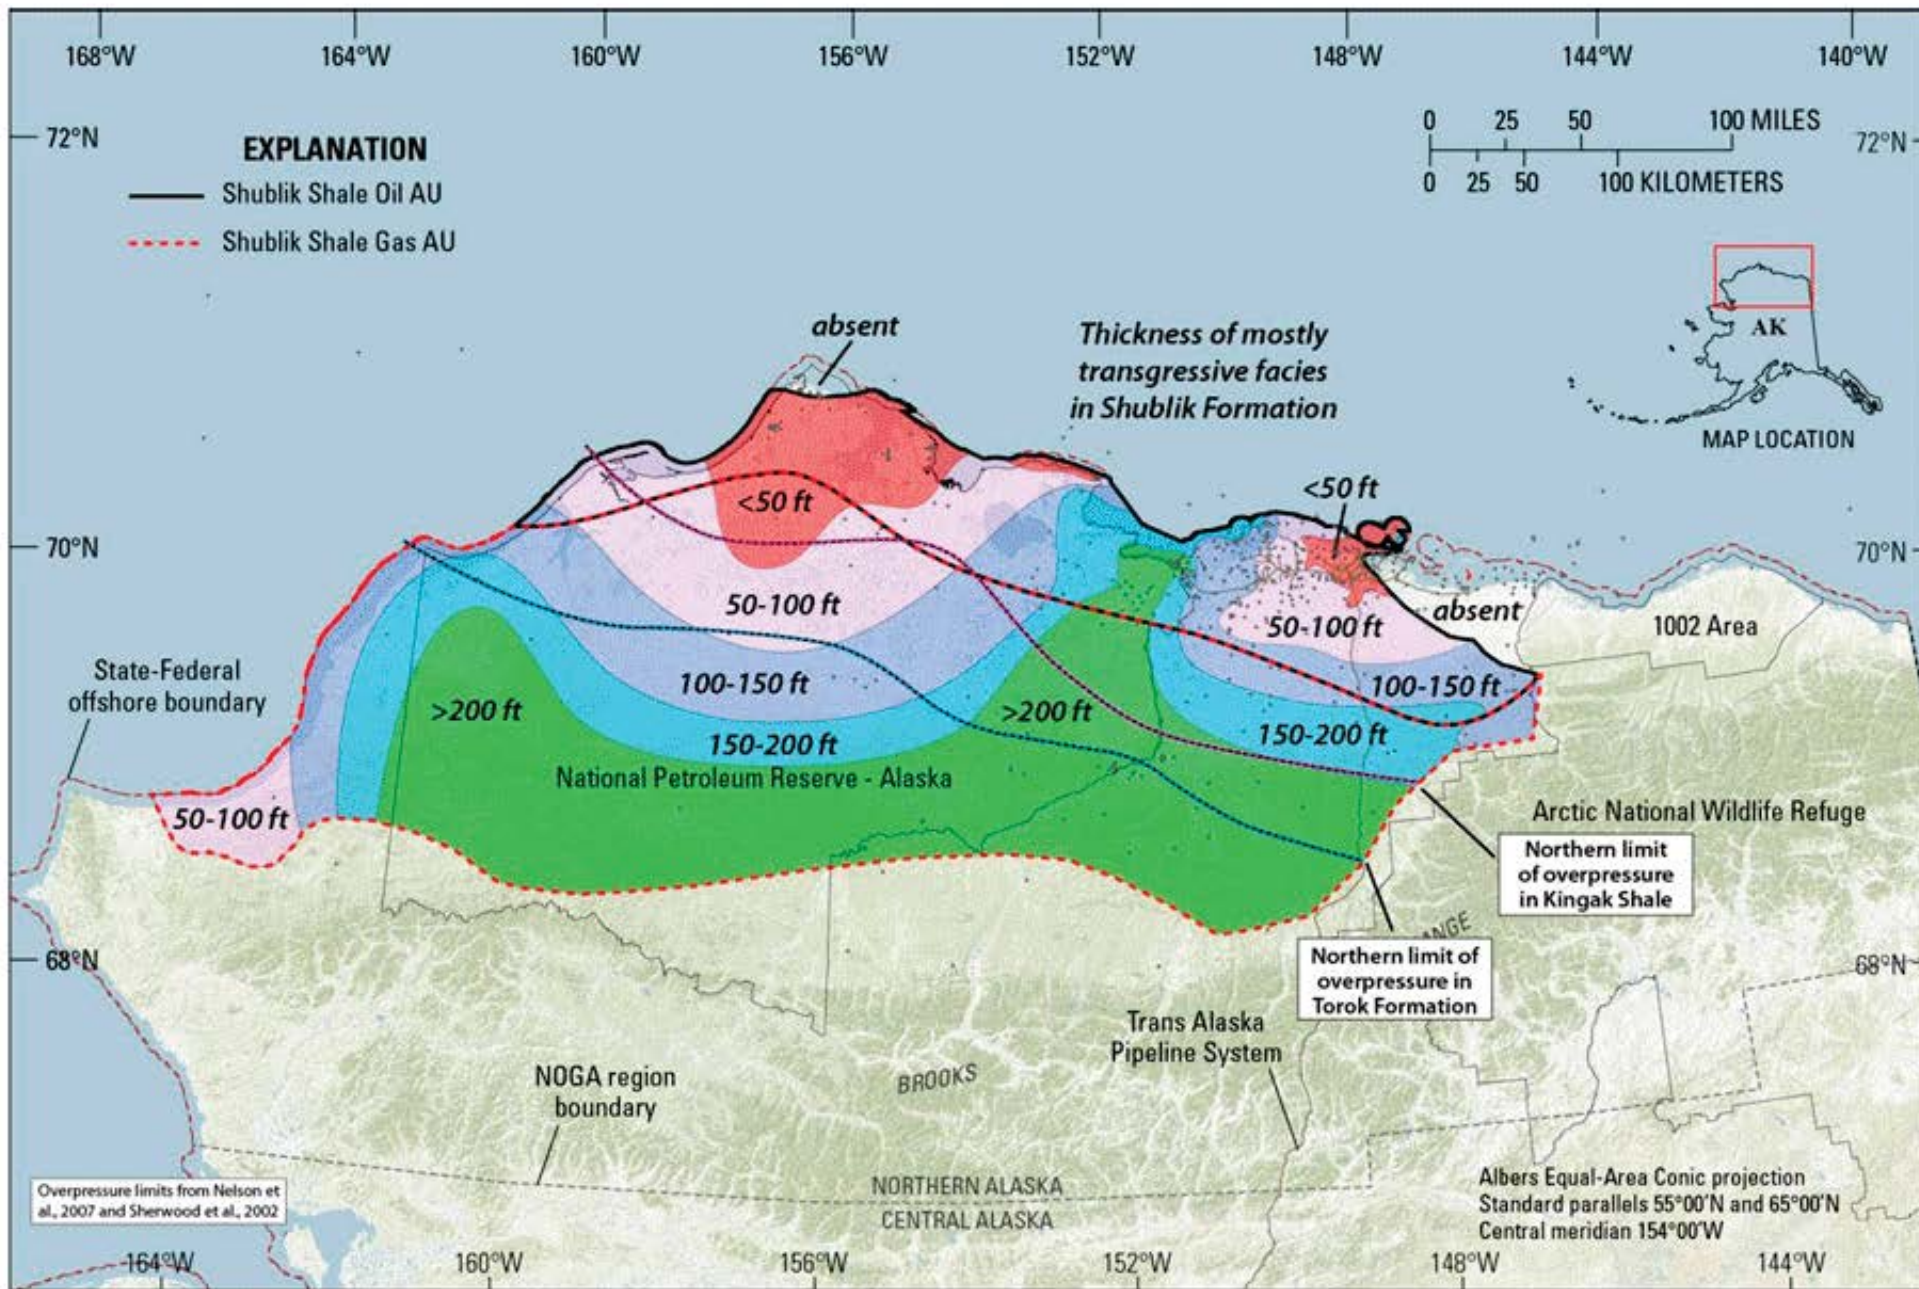 168°W 164°W 160°W 156°W 152°W 148°W 144°W 140°W
72°N
72°N
EXPLANATION
Shublik Shale Oil AU
Shublik Shale Gas AU
0 25 50 100 MILES
0 25 50 100 KILOMETERS
AK
MAP LOCATION
absent
Thickness of mostly
transgressive facies
in Shublik Formation
<50 ft
<50 ft
70°N
70°N
50-100 ft
absent
50-100 ft
1002 Area
State-Federal
offshore boundary
100-150 ft
100-150 ft
>200 ft
>200 ft
150-200 ft
150-200 ft
National Petroleum Reserve - Alaska
50-100 ft
Arctic National Wildlife Refuge
Northern limit
of overpressure
in Kingak Shale
ANGE
68°N
68°N
Northern limit of
overpressure in
Torok Formation
Trans Alaska
Pipeline System
BROOKS
NOGA region
boundary
NORTHERN ALASKA
CENTRAL ALASKA
Overpressure limits from Nelson et
al., 2007 and Sherwood et al., 2002
Albers Equal-Area Conic projection
Standard parallels 55°00'N and 65°00'N
Central meridian 154°00'W
164°W 160°W 156°W 152°W 148°W 144°W